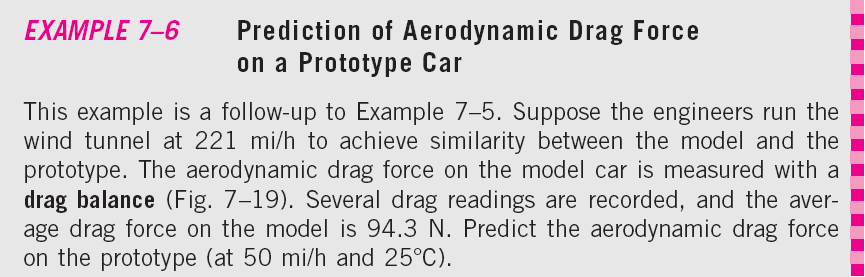 EXAMPLE 7–6 Prediction of Aerodynamic Drag Force
on a Prototype Car
This example is a follow-up to Example 7–5. Suppose the engineers run the
wind tunnel at 221 mi/h to achieve similarity between the model and the
prototype. The aerodynamic drag force on the model car is measured with a
drag balance (Fig. 7–19). Several drag readings are recorded, and the aver-
age drag force on the model is 94.3 N. Predict the aerodynamic drag force
on the prototype (at 50 mi/h and 25°C).